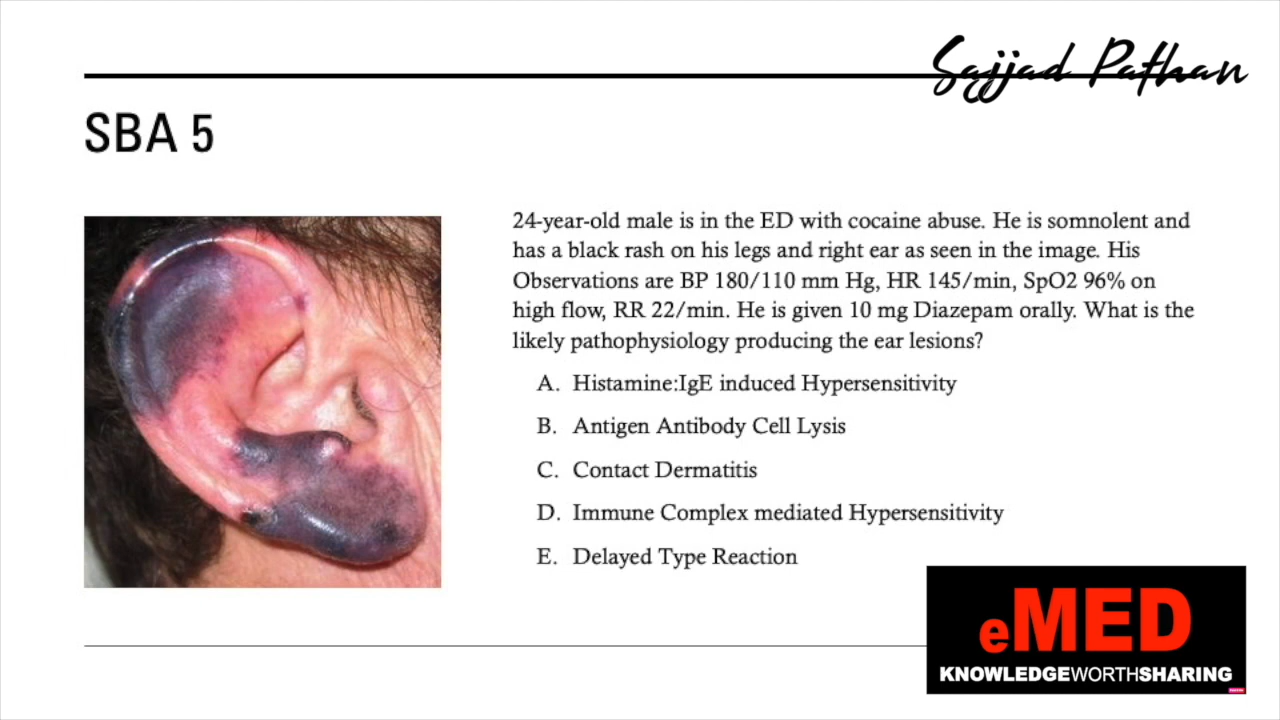 Sajjad Pathan
SBA 5
24-year-old male is in the ED with cocaine abuse. He is somnolent and
has a black rash on his legs and right ear as seen in the image. His
Observations are BP 180/110 mm Hg, HR 145/min, SpO2 96% on
high flow, RR 22/min. He is given 10 mg Diazepam orally. What is the
likely pathophysiology producing the ear lesions?
A. Histamine:IgE induced Hypersensitivity
B. Antigen Antibody Cell Lysis
C. Contact Dermatitis
D. Immune Complex mediated Hypersensitivity
E. Delayed Type Reaction
eMED
KNOWLEDGEWORTHSHARING